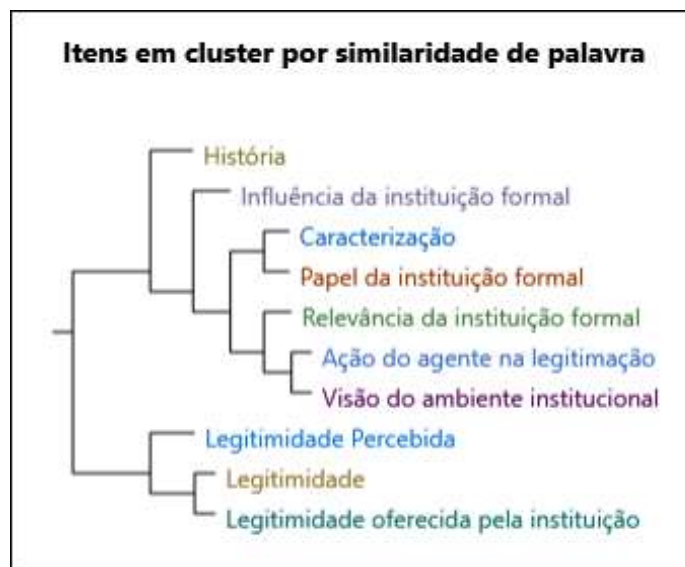 Itens em cluster por similaridade de palavra
História
Influência da instituição formal
Caracterização
Papel da instituição formal
Relevância da instituição formal
Ação do agente na legitimação
Visão do ambiente institucional
Legitimidade Percebida
Legitimidade
Legitimidade oferecida pela instituição